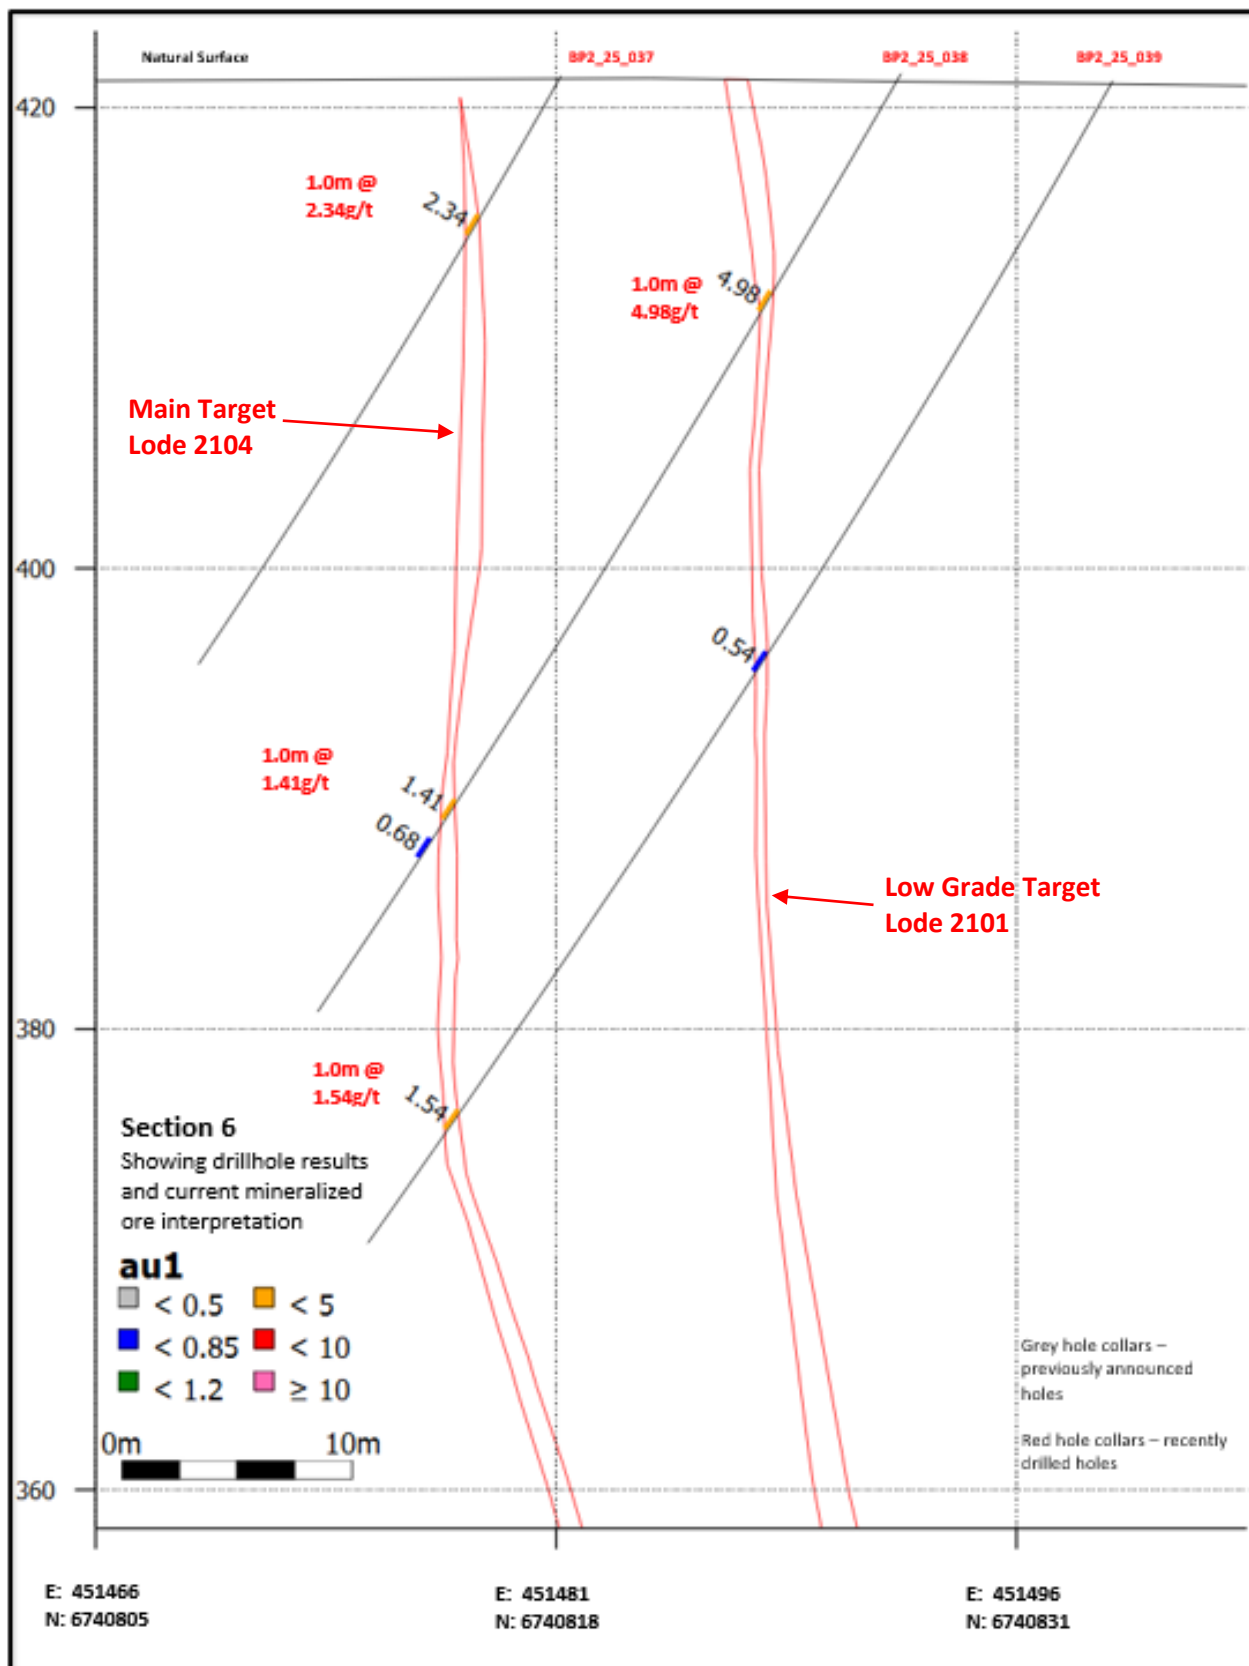 Natural Surface
BP2_25_037
BP2_25_038
BP2_25_039
420
1.0m @
2.34g/t
2.34
1.0m @
4.98g/t
4.98
Main Target
Lode 2104
400
0.54
1.0m @
1.41g/t
1.41
0.68
Low Grade Target
Lode 2101
380
1.0m @
1.54g/t
1.54
Section 6
Showing drillhole results
and current mineralized
ore interpretation
au1
< 0.5
< 5
< 0.85
< 10
< 1.2
≥ 10
0m
10m
Grey hole collars –
previously announced
holes
Red hole collars – recently
drilled holes
360
E: 451466
N: 6740805
E: 451481
N: 6740818
E: 451496
N: 6740831